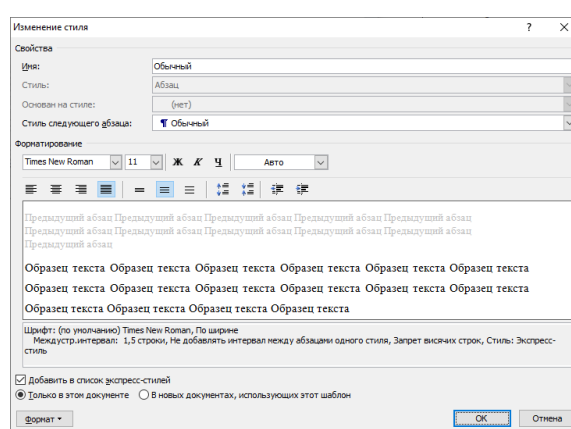 Изменение стиля ? X
Свойства
Имя: Обычный
Стиль: Абзац
Основан на стиле: (нет)
Стиль следующего абзаца: ¶ Обычный
Форматирование
Times New Roman 11 Ж К Ч Авто
Предыдущий абзац Предыдущий абзац Предыдущий абзац Предыдущий абзац Предыдущий абзац
Предыдущий абзац Предыдущий абзац Предыдущий абзац Предыдущий абзац Предыдущий абзац
Предыдущий абзац
Образец текста Образец текста Образец текста Образец текста Образец текста Образец текста
Образец текста Образец текста Образец текста Образец текста Образец текста Образец текста
Образец текста Образец текста Образец текста Образец текста
Шрифт: (по умолчанию) Times New Roman, По ширине
Междустр.интервал: 1,5 строки, Не добавлять интервал между абзацами одного стиля, Запрет висячих строк, Стиль: Экспресс-
стиль
Добавить в список экспресс-стилей
Только в этом документе В новых документах, использующих этот шаблон
Формат ОК Отмена